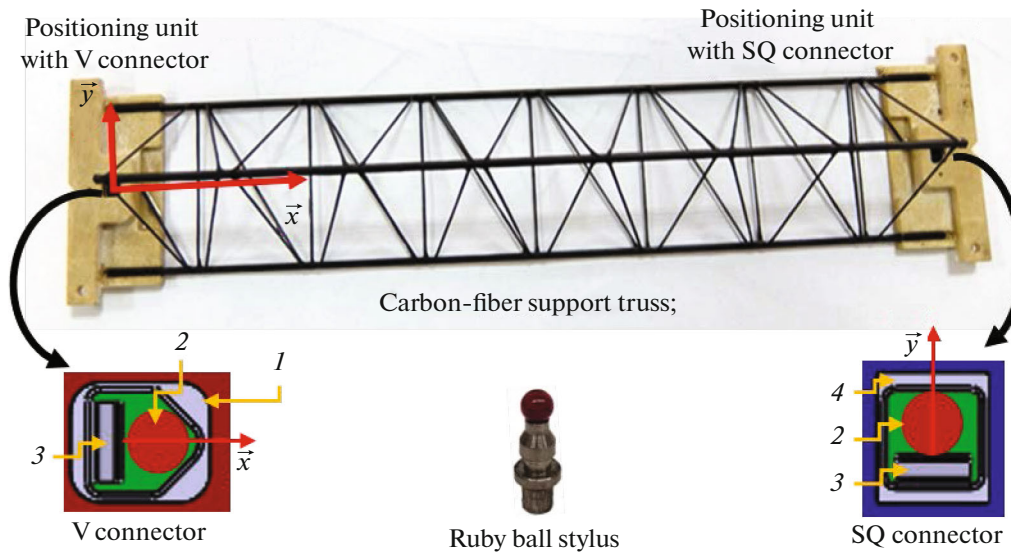 Positioning unit
with V connector
Positioning unit
with SQ connector
y
x
Carbon-fiber support truss;
2
1
3
x
V connector
Ruby ball stylus
y
4
2
3
SQ connector